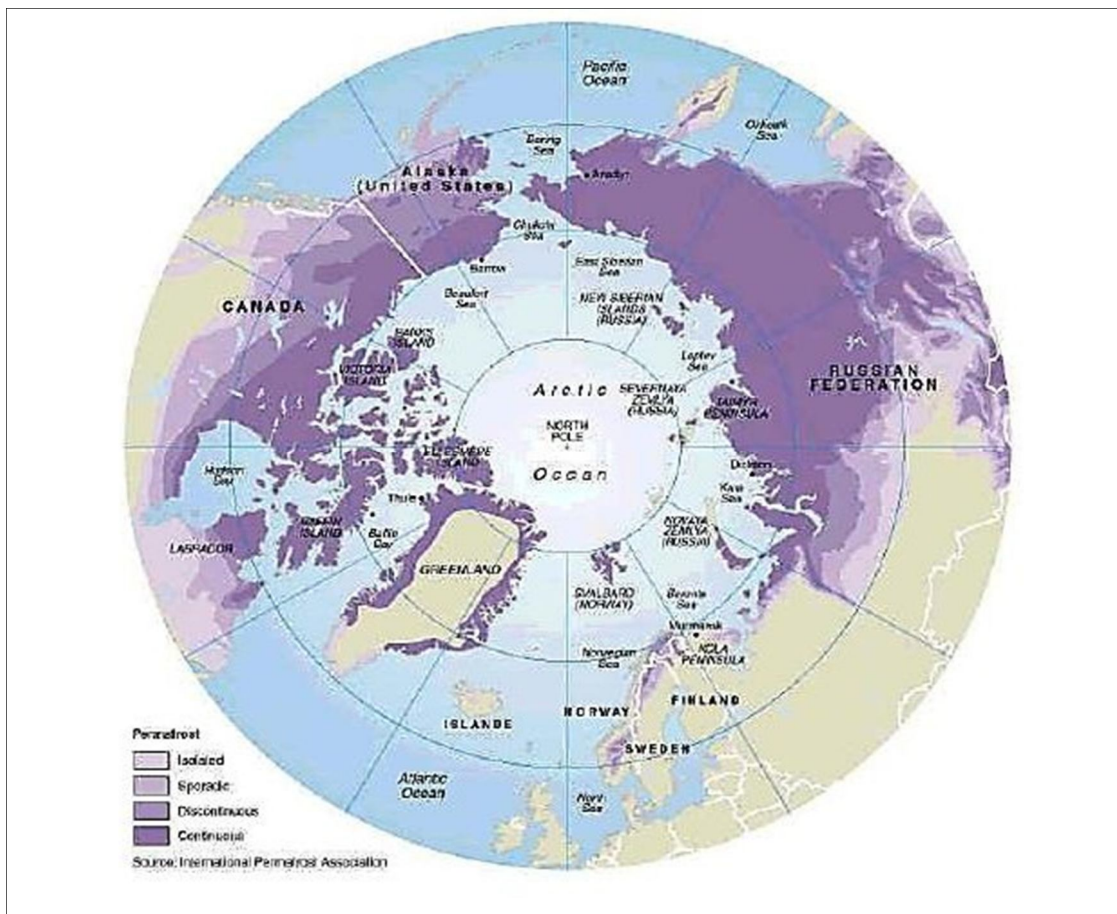 Pacific
Ocean
Okhotsk
Sea
Bering
Sea
Anadyr
Alaska
(United States)
Chukchi
Sea
Barrow
East Siberian
Sea
Beaufort
Sea
NEW SIBERIAN
ISLANDS
(RUSSIA)
CANADA
BANKS
ISLAND
VICTORIA
ISLAND
Laptev
Sea
RUSSIAN
FEDERATION
Arctic
SEVERNAYA
ZEMLYA
(RUSSIA)
TAIMYR
PENINSULA
NORTH
POLE
ELLESMERE
ISLAND
Ocean
Hudson
Bay
Dickson
Kara
Sea
Thule
BAFFIN
ISLAND
Baffin
Bay
NOVAYA
ZEMLYA
(RUSSIA)
LABRADOR
GREENLAND
SVALBARD
(NORWAY)
Barents
Sea
Murmansk
KOLA
PENINSULA
Norwegian
Sea
ISLANDE
NORWAY
FINLAND
SWEDEN
Atlantic
Ocean
North
Sea
Permafrost
Isolated
Sporadic
Discontinuous
Continuous
Source: International Permafrost Association